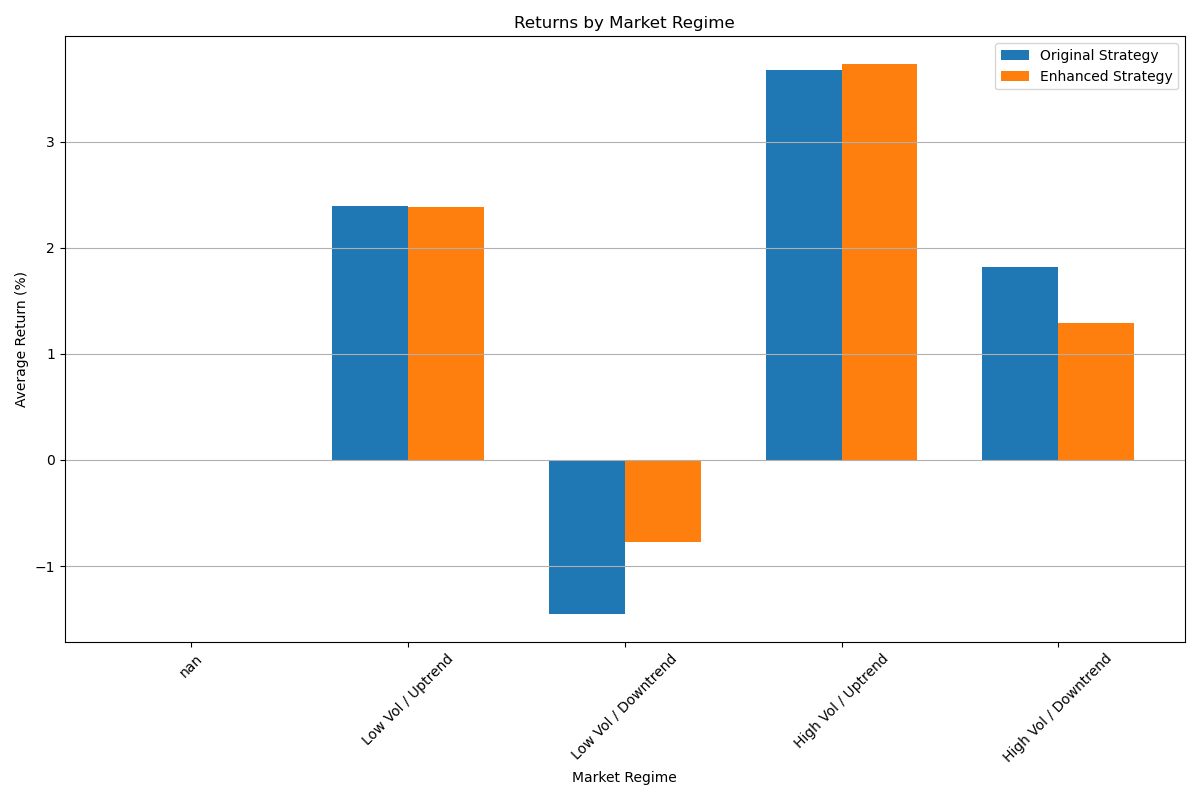 Returns by Market Regime
Original Strategy
Enhanced Strategy
Average Return (%)
3
2
1
0
−1
nan
Low Vol / Uptrend
Low Vol / Downtrend
High Vol / Uptrend
High Vol / Downtrend
Market Regime